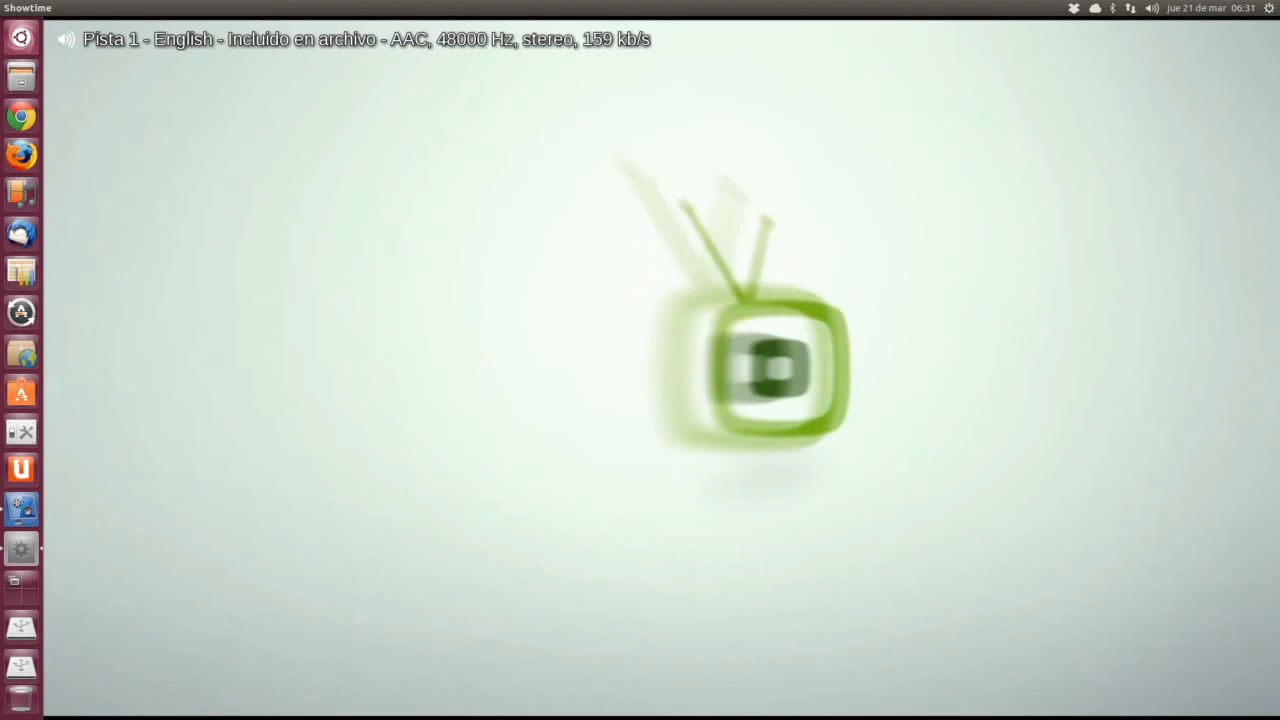 Showtime
jue 21 de mar 06:31
Pista 1 - English - Incluido en archivo - AAC, 48000 Hz, stereo, 159 kb/s